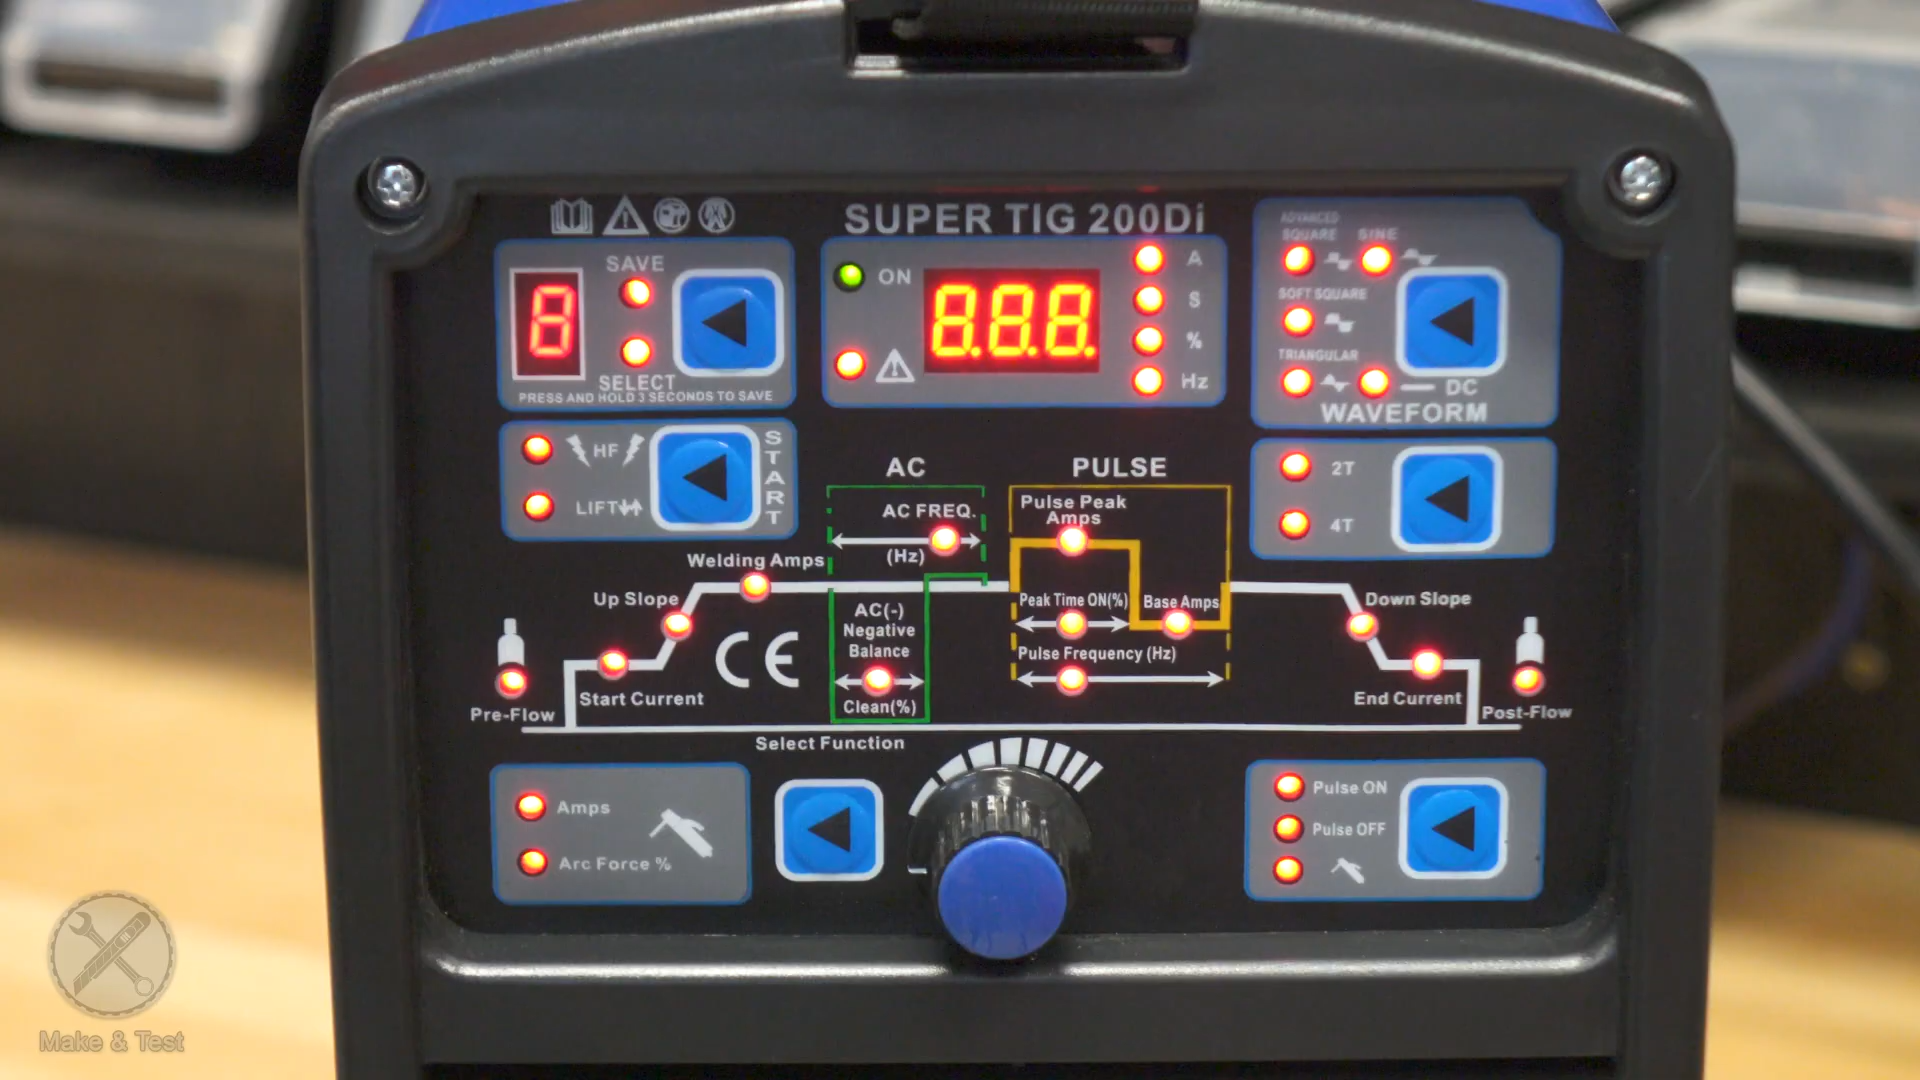 SUPER TIG 200Di
SAVE
8
SELECT
PRESS AND HOLD 3 SECONDS TO SAVE
ON
8.8.8.
A
S
%
Hz
ADVANCED
SQUARE
SINE
SOFT SQUARE
TRIANGULAR
DC
WAVEFORM
HF
LIFT
START
2T
4T
AC
AC FREQ.
(Hz)
PULSE
Pulse Peak
Amps
Welding Amps
Up Slope
AC(-)
Negative
Balance
Clean(%)
Peak Time ON(%)
Base Amps
Pulse Frequency (Hz)
Down Slope
CE
Start Current
Pre-Flow
End Current
Post-Flow
Select Function
Amps
Arc Force %
Pulse ON
Pulse OFF
Make & Test